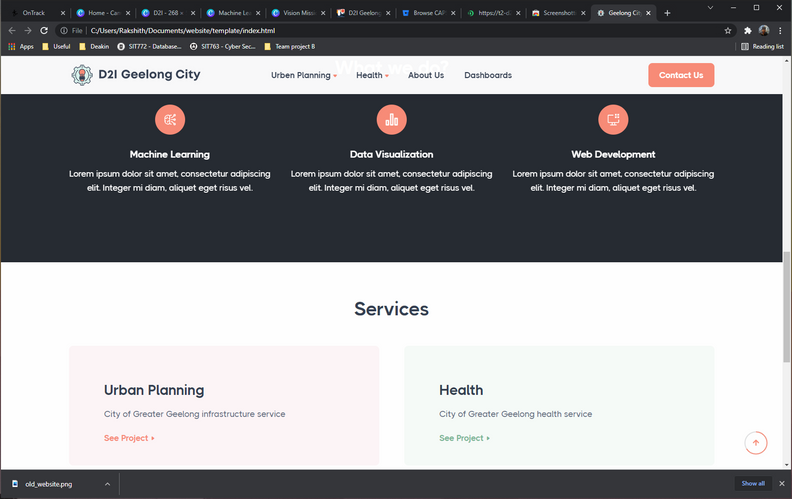 OnTrack
Home - Can
D2I - 268 v
Machine Lea
Vision Missi
D2I Geelong
Browse CAP
https://t2-d
Screenshot
Geelong City
File | C:/Users/Rakshith/Documents/website/template/index.html
Apps
Useful
Deakin
SIT772 - Database...
SIT763 - Cyber Sec...
Team project B
Reading list
What we do?
D2I Geelong City
Urben Planning
Health
About Us
Dashboards
Contact Us
Machine Learning
Data Visualization
Web Development
Lorem ipsum dolor sit amet, consectetur adipiscing
elit. Integer mi diam, aliquet eget risus vel.
Lorem ipsum dolor sit amet, consectetur adipiscing
elit. Integer mi diam, aliquet eget risus vel.
Lorem ipsum dolor sit amet, consectetur adipiscing
elit. Integer mi diam, aliquet eget risus vel.
Services
Urban Planning
City of Greater Geelong infrastructure service
See Project
Health
City of Greater Geelong health service
See Project
old_website.png
Show all